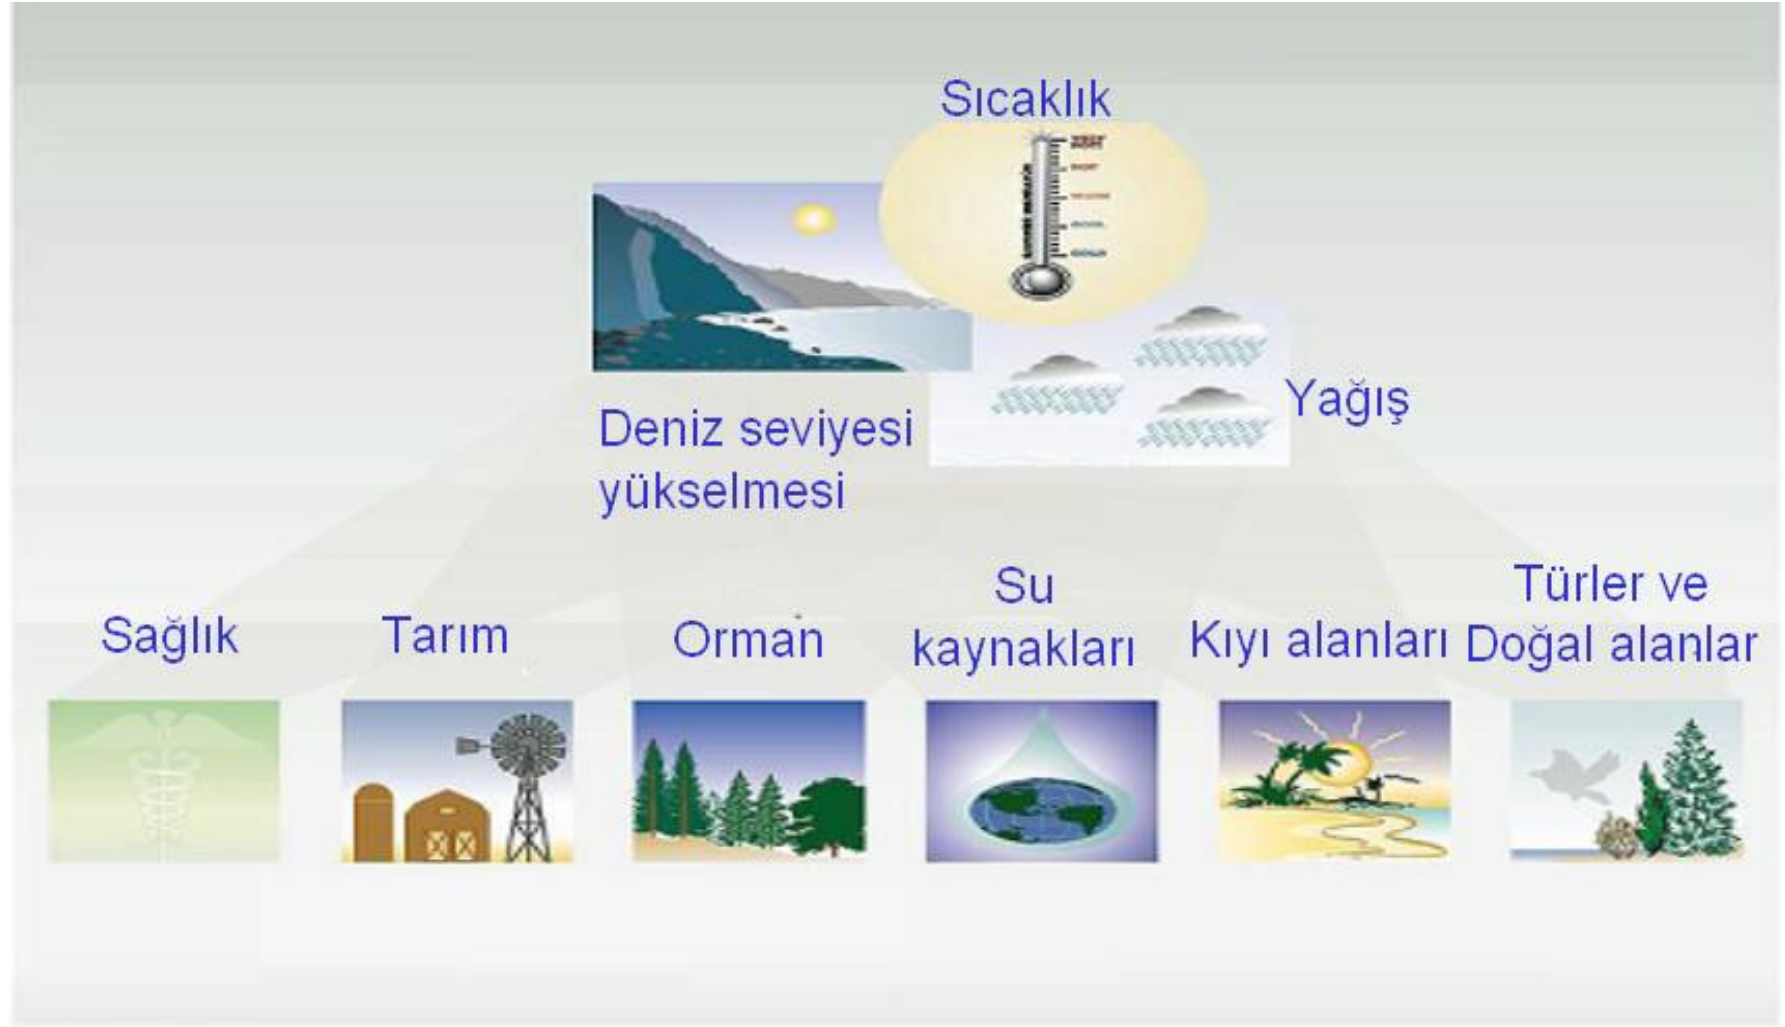 Sıcaklık
Deniz seviyesi
yükselmesi
Yağış
Sağlık
Tarım
Orman
Su
kaynakları
Kıyı alanları
Türler ve
Doğal alanlar